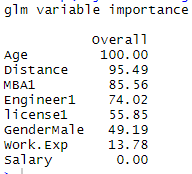 glm variable importance
Overall
Age 100.00
Distance 95.49
MBA1 85.56
Engineer1 74.02
license1 55.85
GenderMale 49.19
Work.Exp 13.78
Salary 0.00